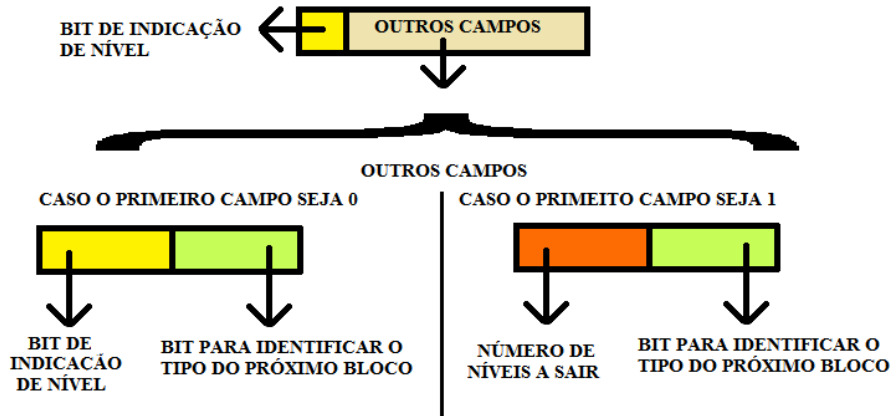 BIT DE INDICAÇÃO
DE NÍVEL
OUTROS CAMPOS
OUTROS CAMPOS
CASO O PRIMEIRO CAMPO SEJA 0
CASO O PRIMEITO CAMPO SEJA 1
BIT DE
INDICAÇÃO
DE NÍVEL
BIT PARA IDENTIFICAR O
TIPO DO PRÓXIMO BLOCO
NÚMERO DE
NÍVEIS A SAIR
BIT PARA IDENTIFICAR O
TIPO DO PRÓXIMO BLOCO